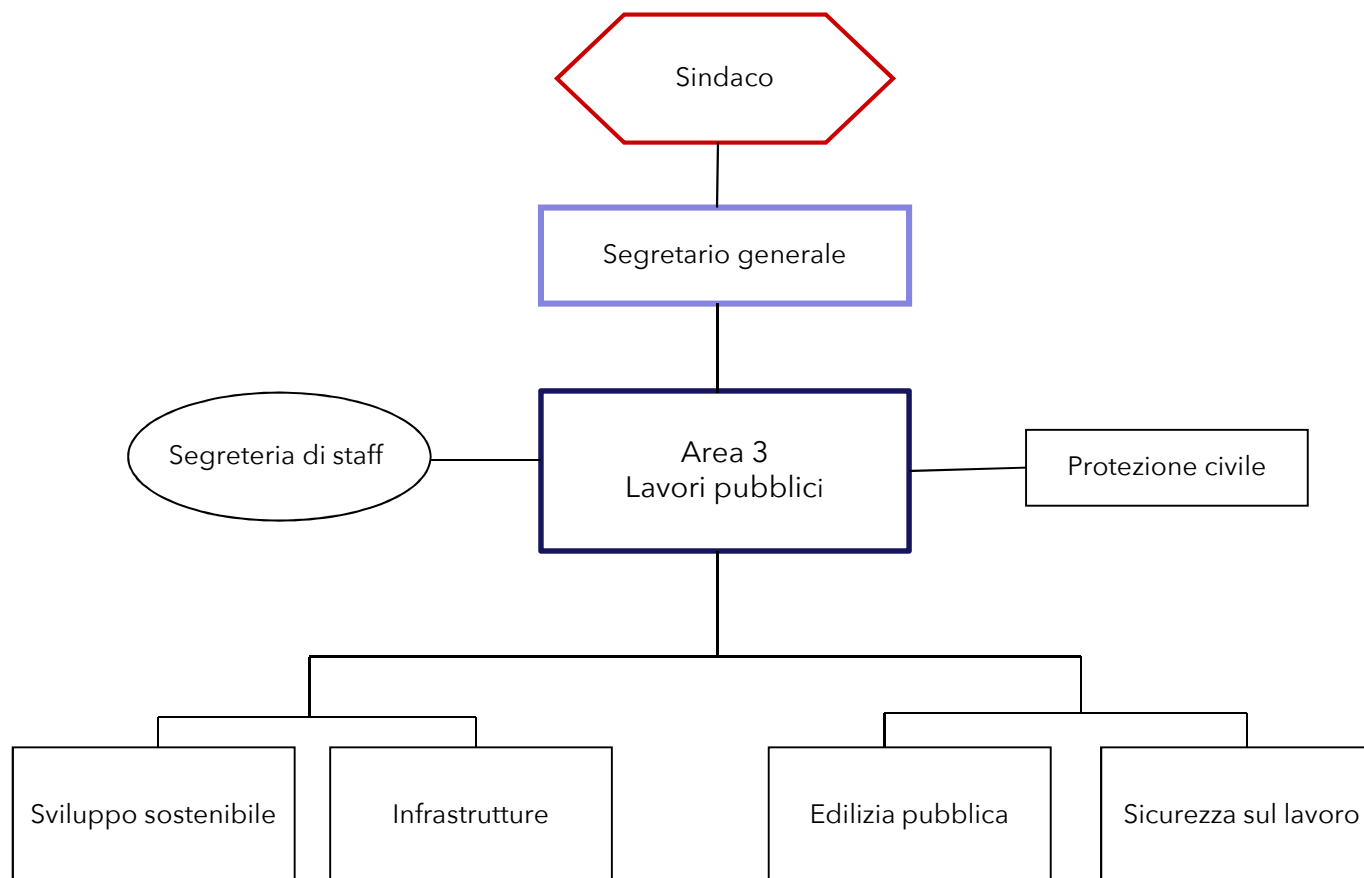 Sindaco
Segretario generale
Segreteria di staff
Area 3
Lavori pubblici
Protezione civile
Sviluppo sostenibile
Infrastrutture
Edilizia pubblica
Sicurezza sul lavoro